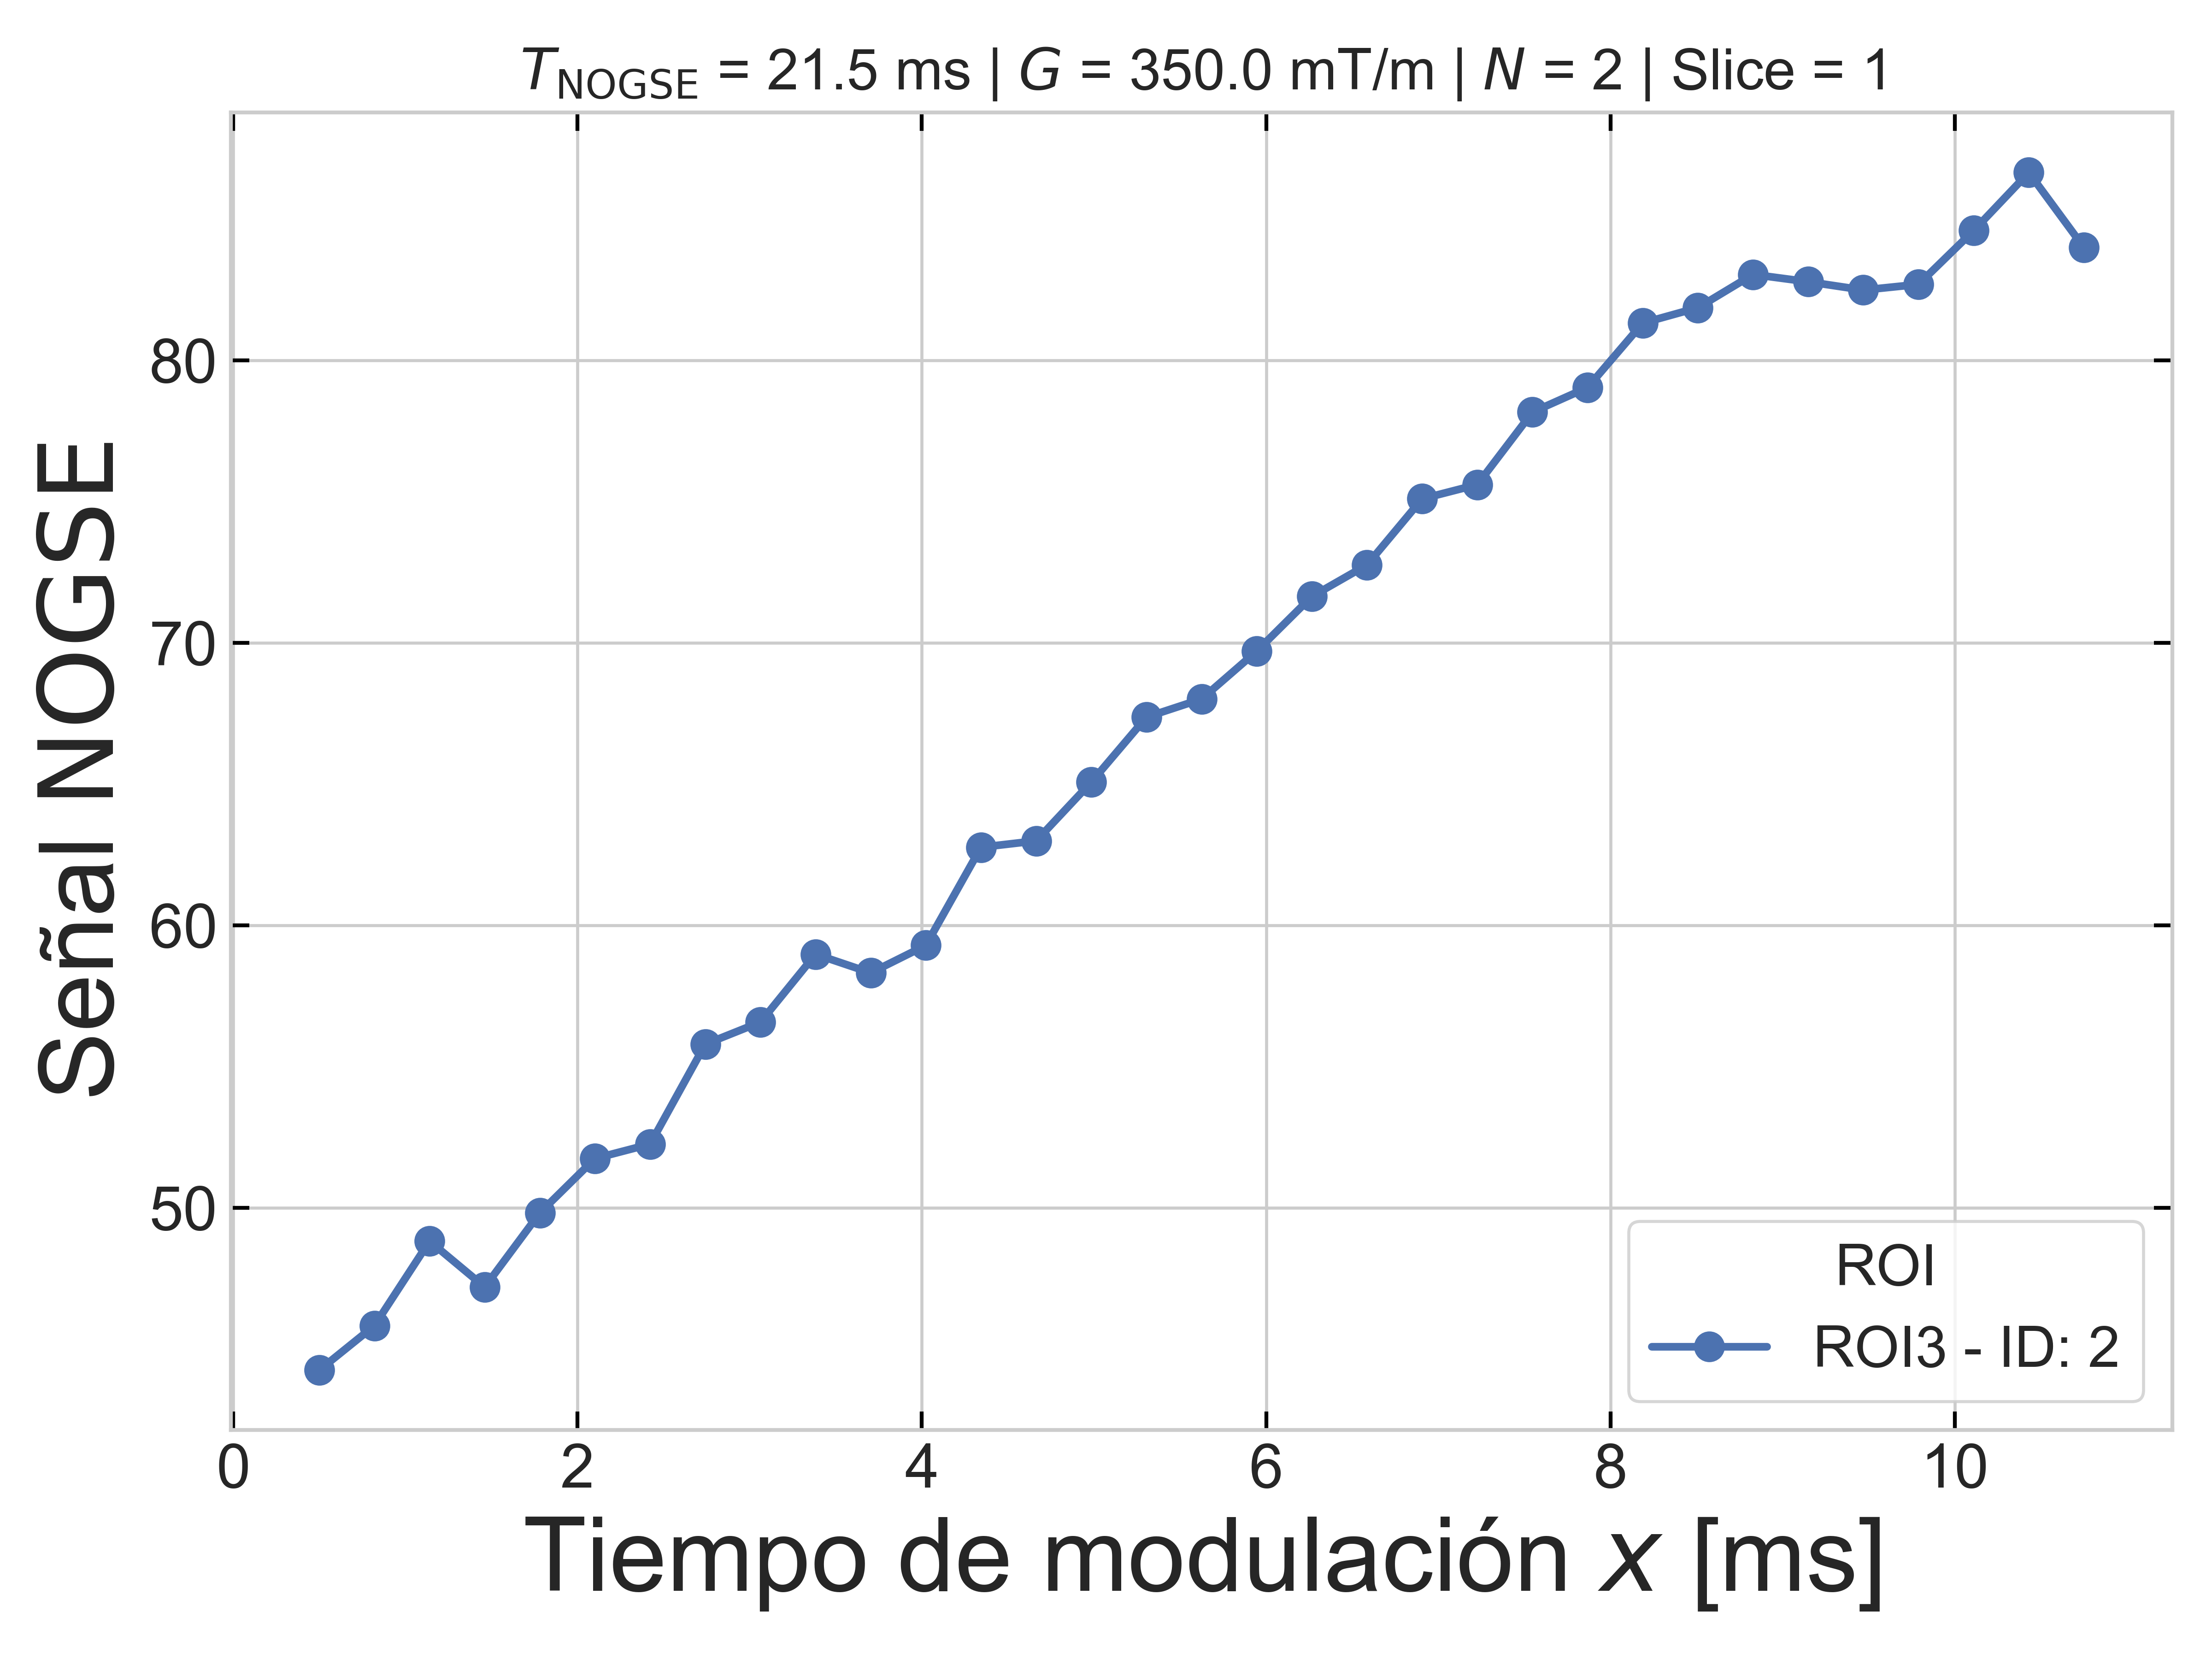 T_NOGSE = 21.5 ms | G = 350.0 mT/m | N = 2 | Slice = 1
Señal NOGSE
80
70
60
50
0 2 4 6 8 10
Tiempo de modulación x [ms]
ROI
ROI3 - ID: 2